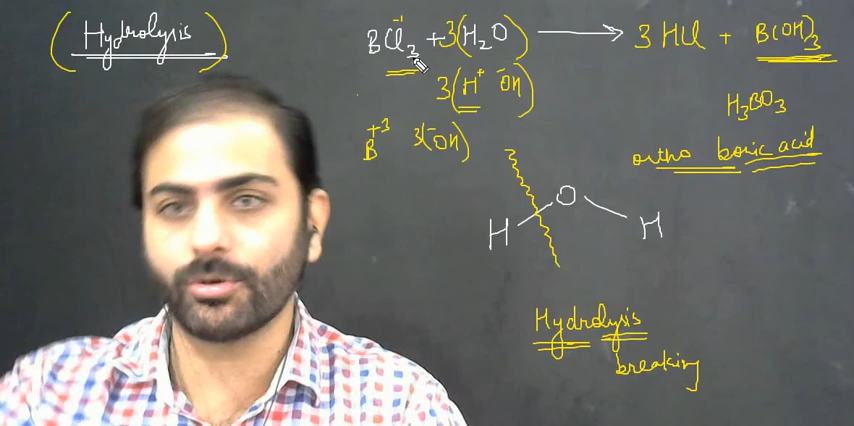 (Hydrolysis)
BCl₃⁻¹ + 3(H₂O) ⟶ 3 HCl + B(OH)₃
3(H⁺ ⁻OH)
H₃BO₃
B⁺³ 3(⁻OH)
ortho boric acid
O
H H
Hydrolysis
breaking